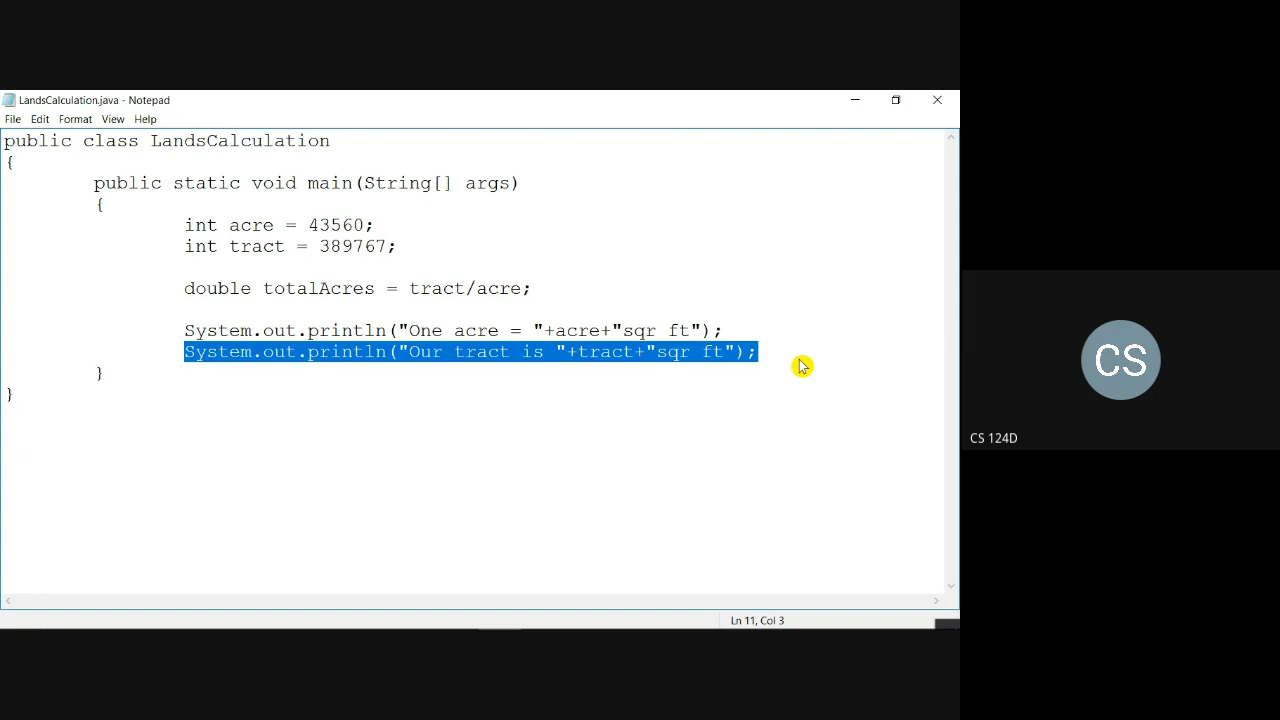 LandsCalculation.java - Notepad
File Edit Format View Help
public class LandsCalculation
{
public static void main(String[] args)
{
int acre = 43560;
int tract = 389767;
double totalAcres = tract/acre;
System.out.println("One acre = "+acre+"sqr ft");
System.out.println("Our tract is "+tract+"sqr ft");
}
}
Ln 11, Col 3
CS
CS 124D